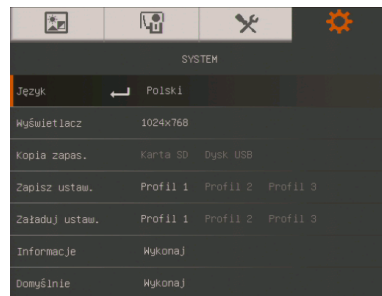 SYSTEM
Język Polski
Wyświetlacz 1024x768
Kopia zapas. Karta SD Dysk USB
Zapisz ustaw. Profil 1 Profil 2 Profil 3
Załaduj ustaw. Profil 1 Profil 2 Profil 3
Informacje Wykonaj
Domyślnie Wykonaj